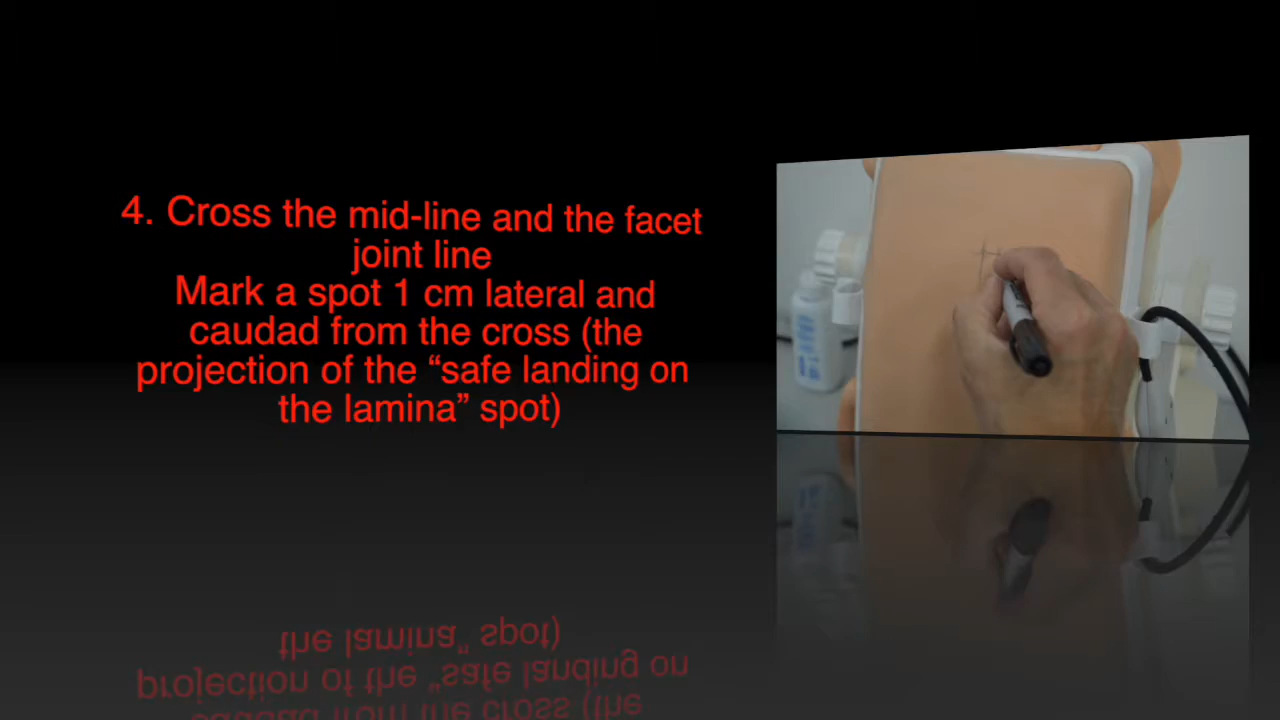 4. Cross the mid-line and the facet
joint line
Mark a spot 1 cm lateral and
caudad from the cross (the
projection of the “safe landing on
the lamina” spot)